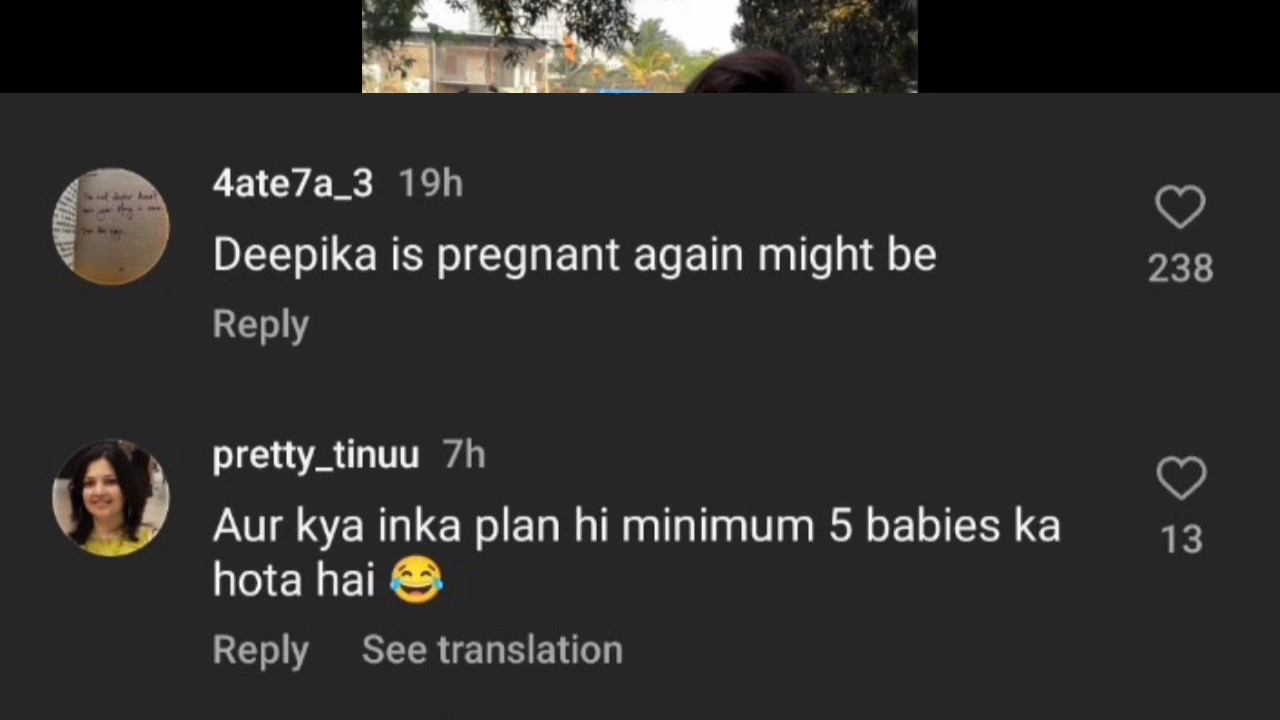 4ate7a_3 19h
Deepika is pregnant again might be
238
Reply
pretty_tinuu 7h
Aur kya inka plan hi minimum 5 babies ka
hota hai 😂
13
Reply See translation